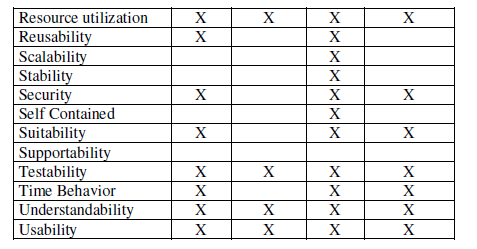 Resource utilization X X X X
Reusability X X
Scalability X
Stability X
Security X X X
Self Contained X
Suitability X X X
Supportability
Testability X X X X
Time Behavior X X X
Understandability X X X X
Usability X X X X